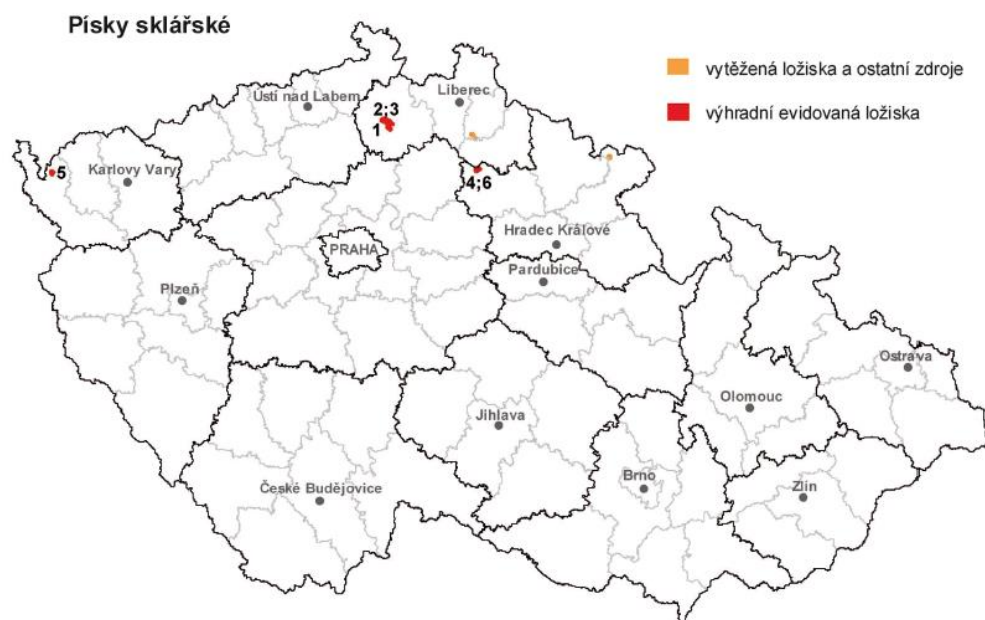 Písky sklářské
vytěžená ložiska a ostatní zdroje
výhradní evidovaná ložiska
Ústí nad Labem
Liberec
2;3
1
5
Karlovy Vary
4;6
Hradec Králové
PRAHA
Pardubice
Plzeň
Ostrava
Olomouc
Jihlava
Brno
Zlín
České Budějovice